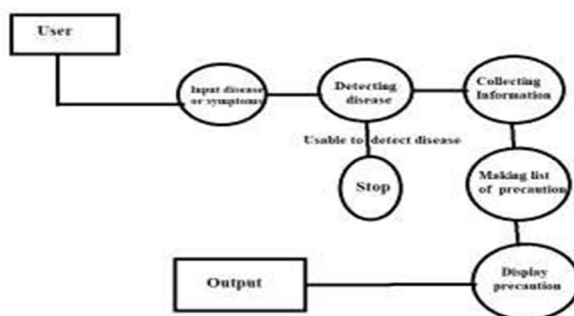 User
Input disease
or symptoms
Detecting
disease
Collecting
Information
Usable to detect disease
Stop
Making list
of precaution
Display
precaution
Output